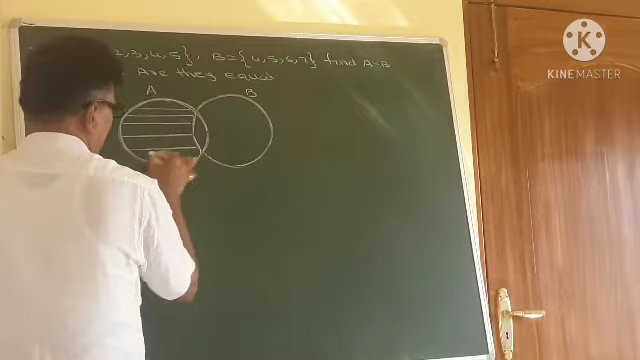 2,3,4,5}, B={4,5,6,7} find A-B
Are they equal
A B
K
KINEMASTER